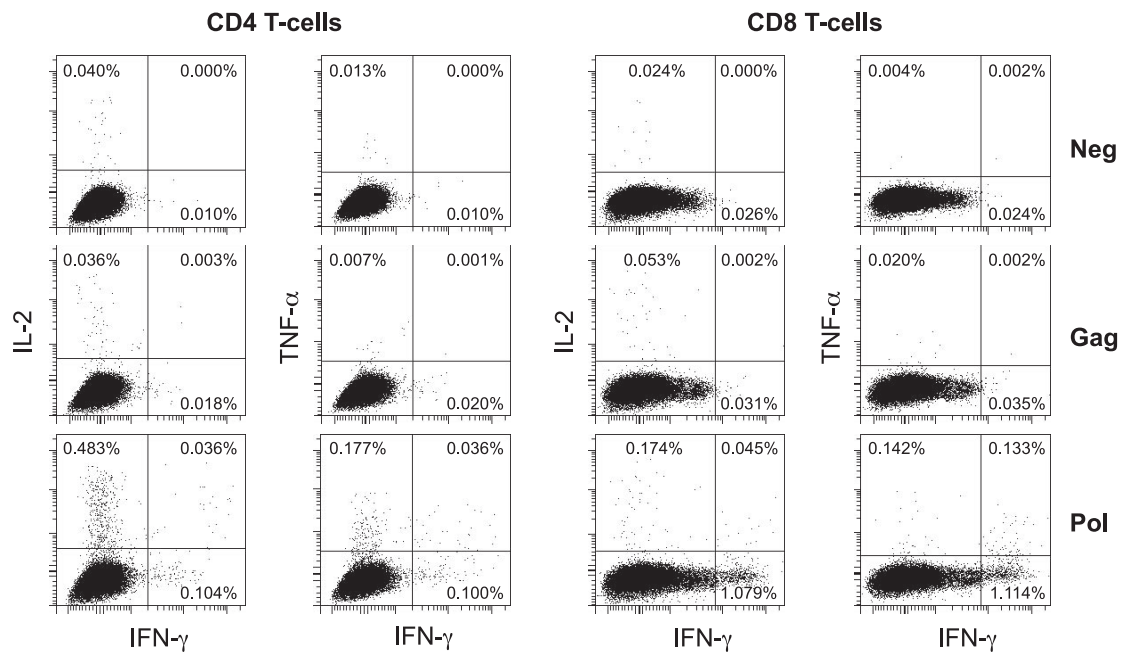 CD4 T-cells CD8 T-cells
0.040% 0.000% 0.013% 0.000% 0.024% 0.000% 0.004% 0.002%
Neg
0.010% 0.010% 0.026% 0.024%
0.036% 0.003% 0.007% 0.001% 0.053% 0.002% 0.020% 0.002%
IL-2 TNF-α IL-2 TNF-α Gag
0.018% 0.020% 0.031% 0.035%
0.483% 0.036% 0.177% 0.036% 0.174% 0.045% 0.142% 0.133%
Pol
0.104% 0.100% 1.079% 1.114%
IFN-γ IFN-γ IFN-γ IFN-γ